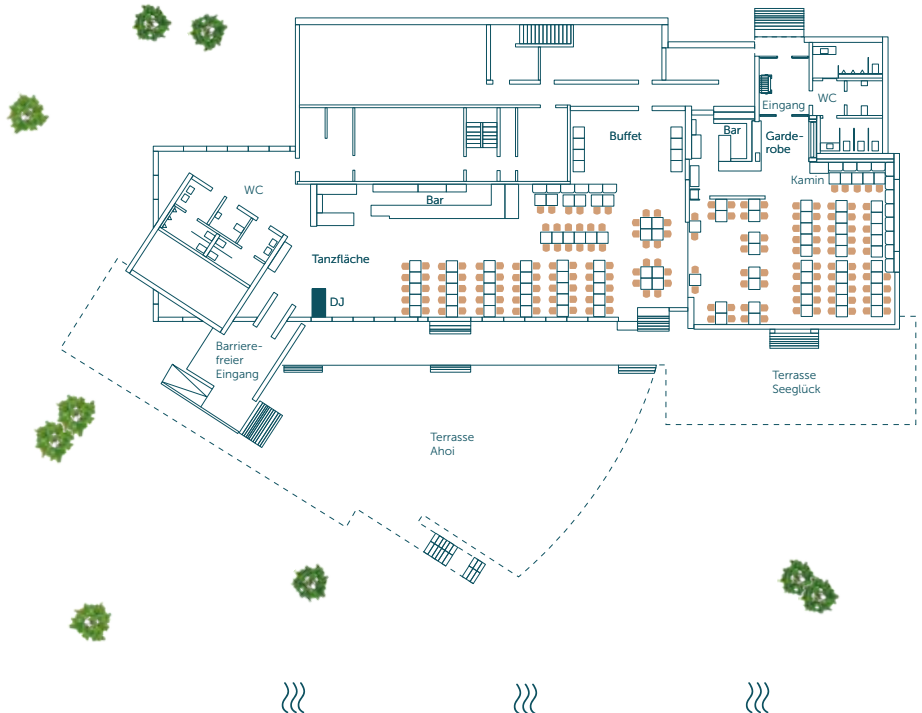 Eingang
WC
Buffet
Bar
Garde-
robe
Kamin
WC
Bar
Tanzfläche
DJ
Barriere-
freier
Eingang
Terrasse
Seeglück
Terrasse
Ahoi